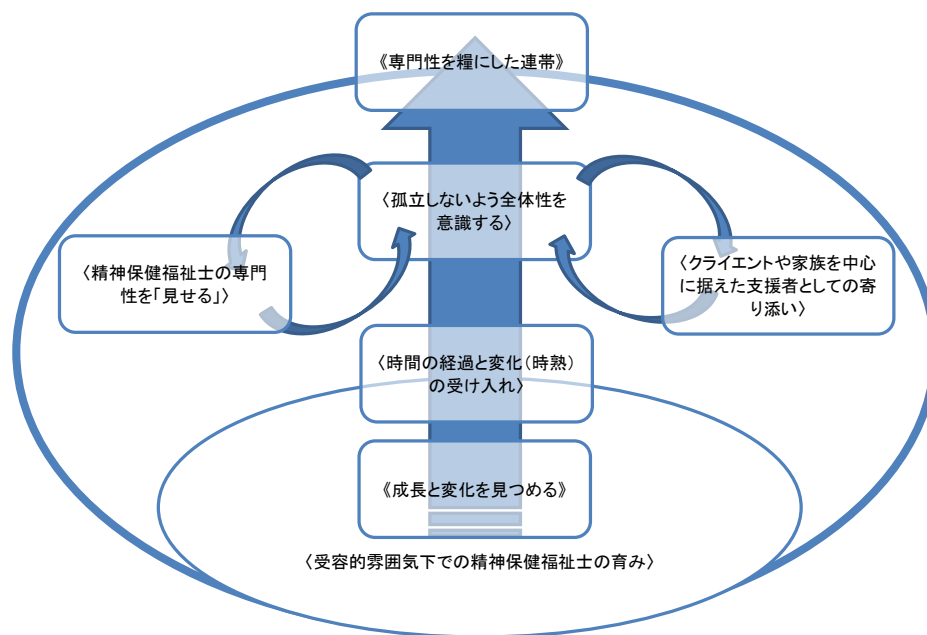 《専門性を糧にした連帯》
〈孤立しないよう全体性を
意識する〉
〈精神保健福祉士の専門
性を「見せる」〉
〈クライエントや家族を中心
に据えた支援者としての寄
り添い〉
〈時間の経過と変化(時熟)
の受け入れ〉
《成長と変化を見つめる》
〈受容的雰囲気下での精神保健福祉士の育み〉